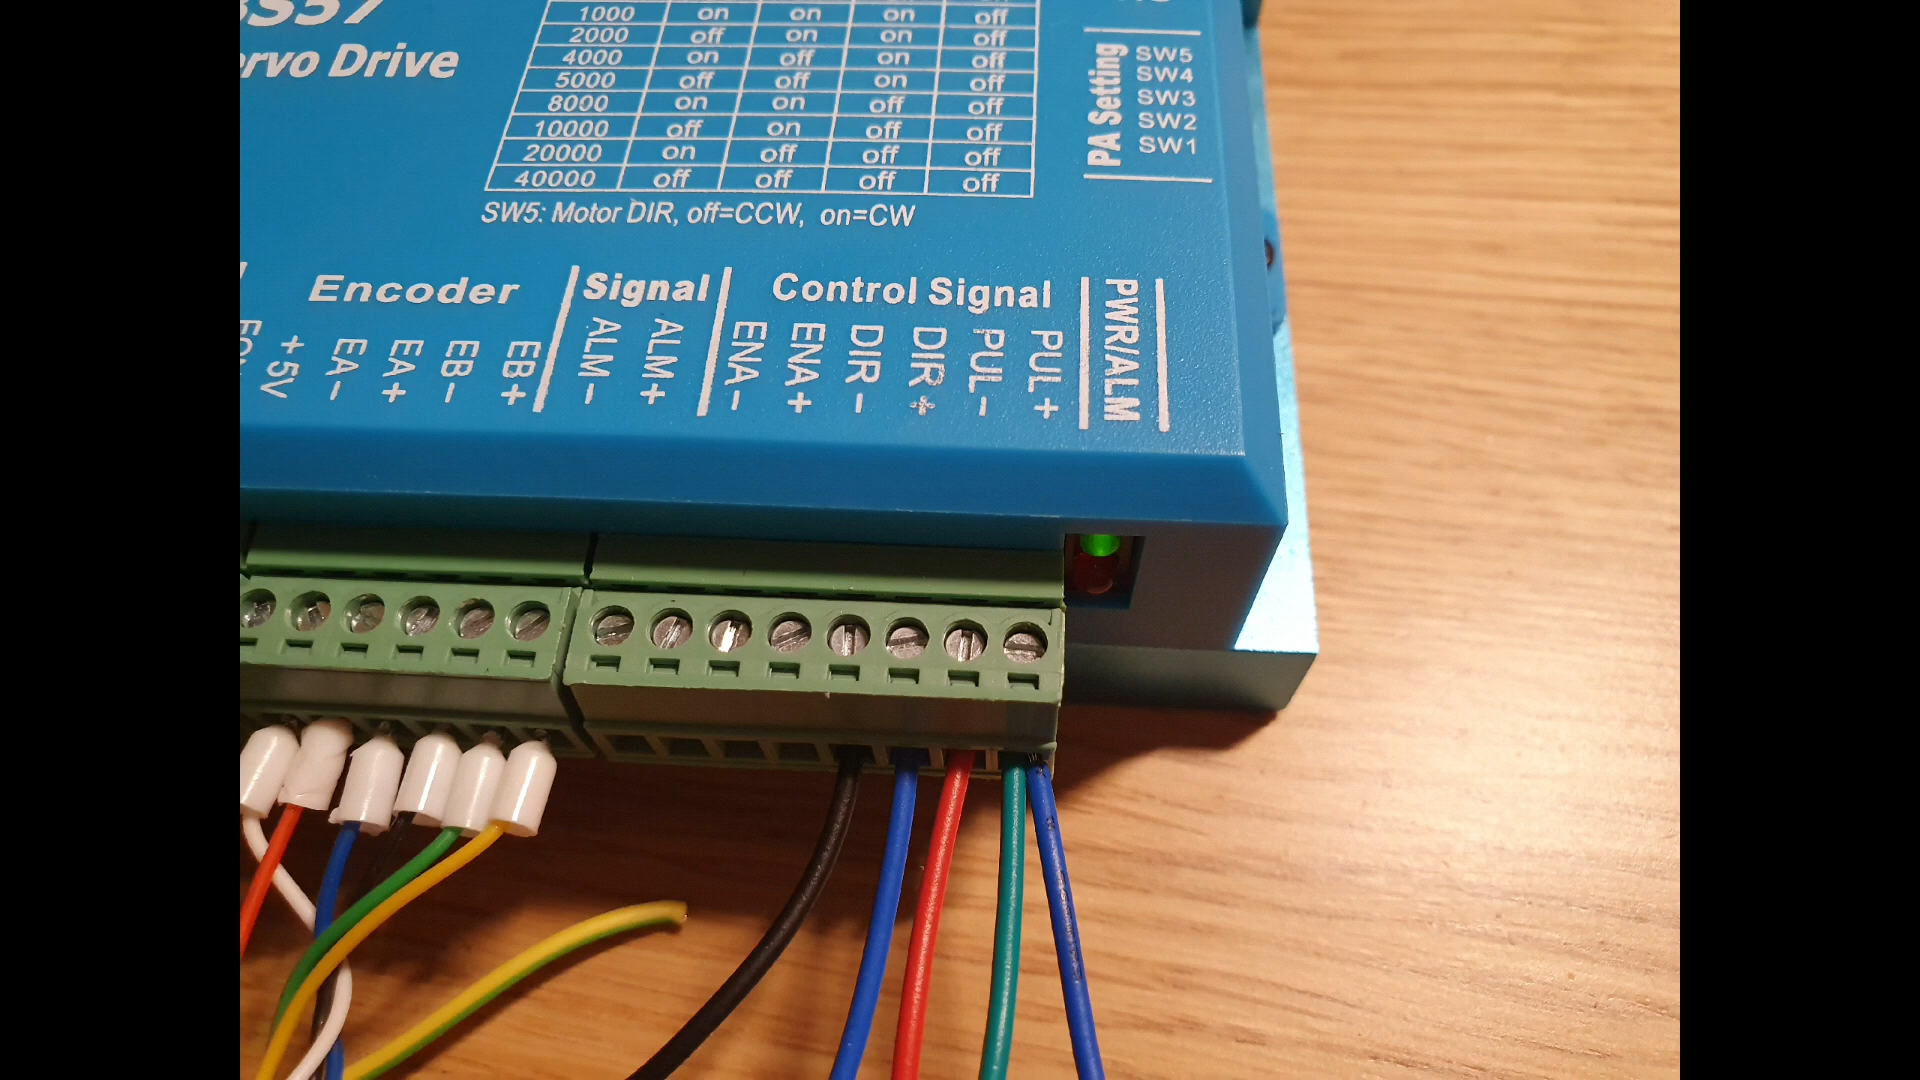 Drive
1000 on on on off
2000 off on on off
4000 on off on off
5000 off off on off
8000 on on off off
10000 off on off off
20000 on off off off
40000 off off off off
SW5: Motor DIR, off=CCW, on=CW
PA Setting
SW5
SW4
SW3
SW2
SW1
Encoder
+5V
EA-
EA+
EB-
EB+
Signal
ALM-
ALM+
Control Signal
ENA-
ENA+
DIR-
DIR+
PUL-
PUL+
PWR/ALM